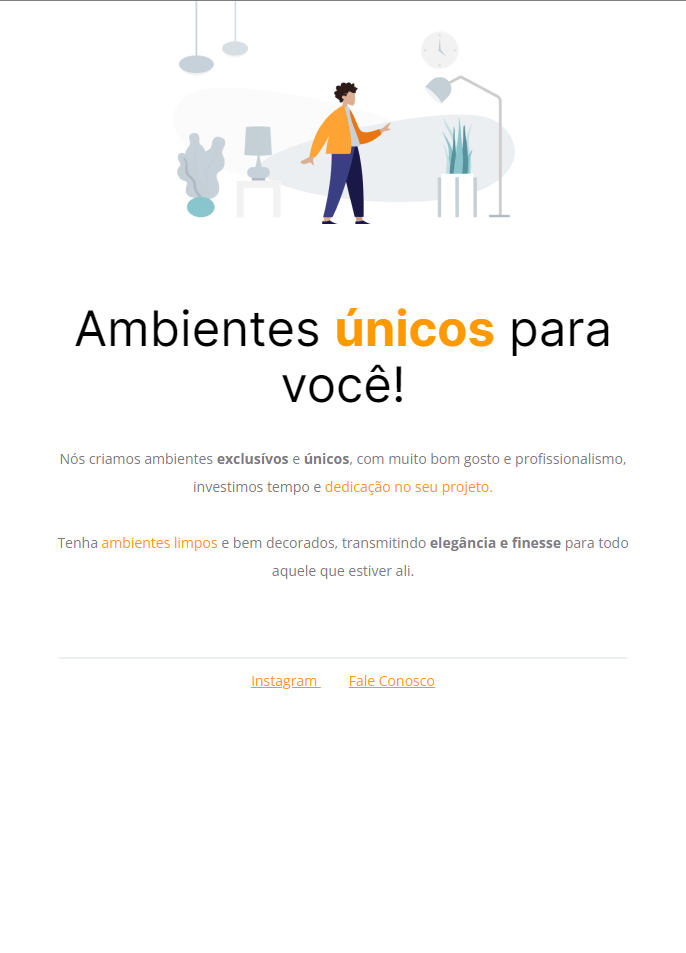 Ambientes únicos para
você!
Nós criamos ambientes exclusívos e únicos, com muito bom gosto e profissionalismo,
investimos tempo e dedicação no seu projeto.
Tenha ambientes limpos e bem decorados, transmitindo elegância e finesse para todo
aquele que estiver ali.
Instagram Fale Conosco